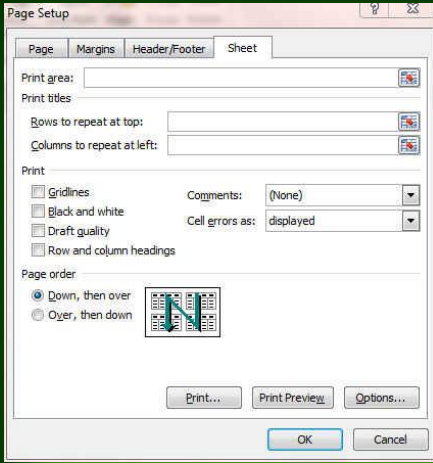 Page Setup
Page Margins Header/Footer Sheet
Print area:
Print titles
Rows to repeat at top:
Columns to repeat at left:
Print
Gridlines Comments: (None)
Black and white Cell errors as: displayed
Draft quality
Row and column headings
Page order
Down, then over
Over, then down
Print... Print Preview Options...
OK Cancel